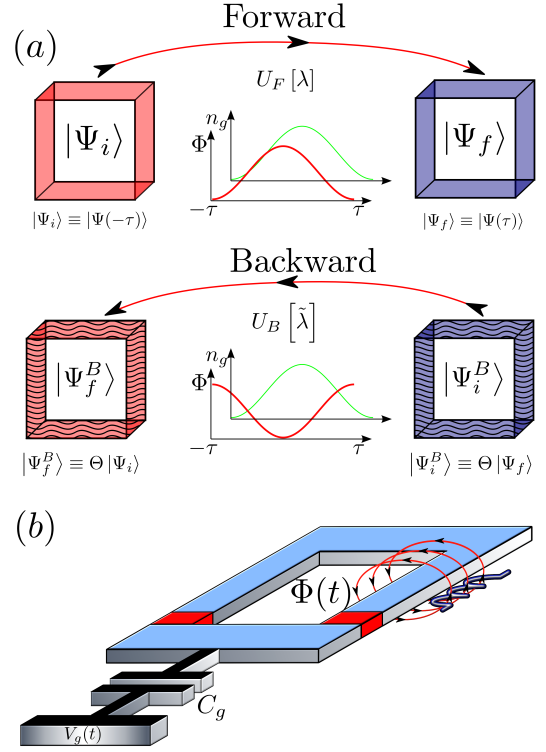 (a)
Forward
U_F [λ]
|Ψ_i⟩
n_g
Φ
−τ
τ
|Ψ_f⟩
|Ψ_i⟩ ≡ |Ψ(−τ)⟩
|Ψ_f⟩ ≡ |Ψ(τ)⟩
Backward
U_B [λ̃]
|Ψ_f^B⟩
n_g
Φ
−τ
τ
|Ψ_i^B⟩
|Ψ_f^B⟩ ≡ Θ |Ψ_i⟩
|Ψ_i^B⟩ ≡ Θ |Ψ_f⟩
(b)
Φ(t)
C_g
V_g(t)